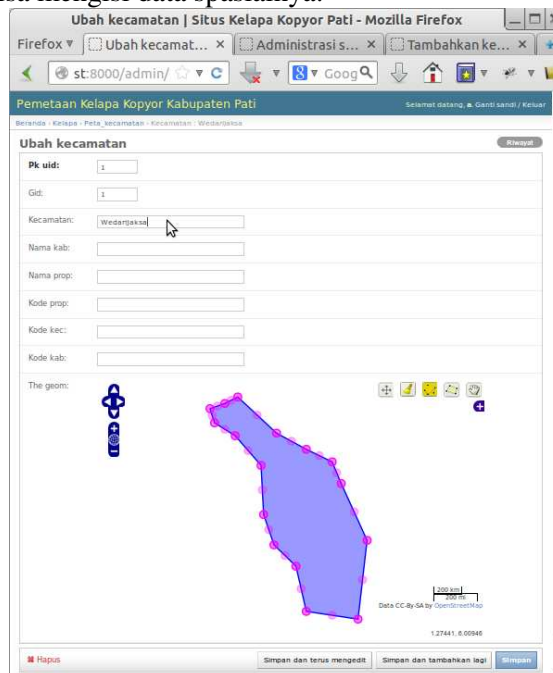 sa mengisi data spasialnya.
Ubah kecamatan | Situs Kelapa Kopyor Pati - Mozilla Firefox
Firefox Ubah kecamat... × Administrasi s... × Tambahkan ke... ×
st:8000/admin/ 8 Goog
Pemetaan Kelapa Kopyor Kabupaten Pati Selamat datang, a. Ganti sandi / Keluar
Beranda › Kelapa › Peta_kecamatan › Kecamatan : Wedarijaksa
Ubah kecamatan Riwayat
Pk uid: 1
Gid: 1
Kecamatan: Wedarijaksa
Nama kab:
Nama prop:
Kode prop:
Kode kec:
Kode kab:
The geom:
200 km
200 mi
Data CC-By-SA by OpenStreetMap
1.27441, 6.00946
Hapus Simpan dan terus mengedit Simpan dan tambahkan lagi Simpan